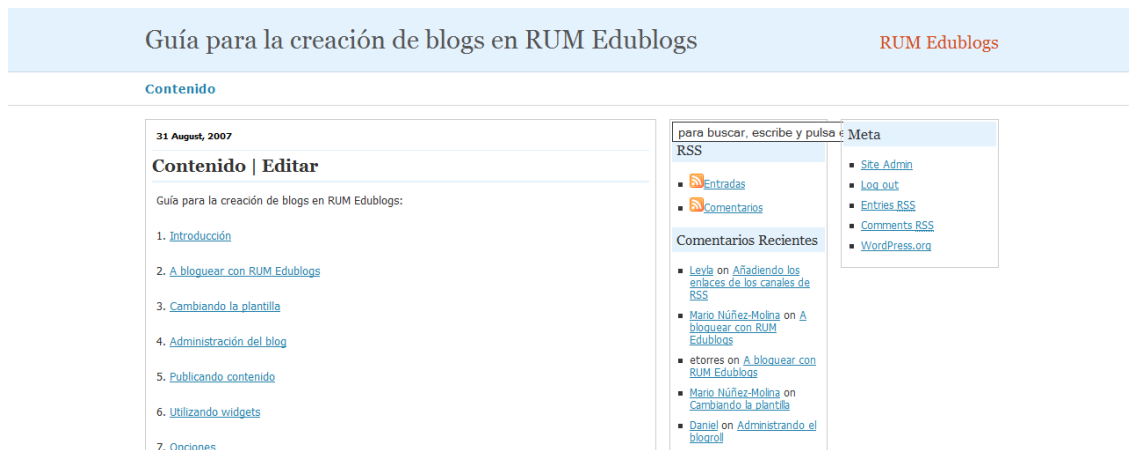 Guía para la creación de blogs en RUM Edublogs
RUM Edublogs
Contenido
31 August, 2007
Contenido | Editar
Guía para la creación de blogs en RUM Edublogs:
1. Introducción
2. A bloguear con RUM Edublogs
3. Cambiando la plantilla
4. Administración del blog
5. Publicando contenido
6. Utilizando widgets
7. Opciones
para buscar, escribe y pulsa
RSS
Entradas
Comentarios
Comentarios Recientes
Leyla on Añadiendo los
enlaces de los canales de
RSS
Mario Núñez-Molina on A
bloguear con RUM
Edublogs
etorres on A bloguear con
RUM Edublogs
Mario Núñez-Molina on
Cambiando la plantilla
Daniel on Administrando el
blogroll
Meta
Site Admin
Log out
Entries RSS
Comments RSS
WordPress.org